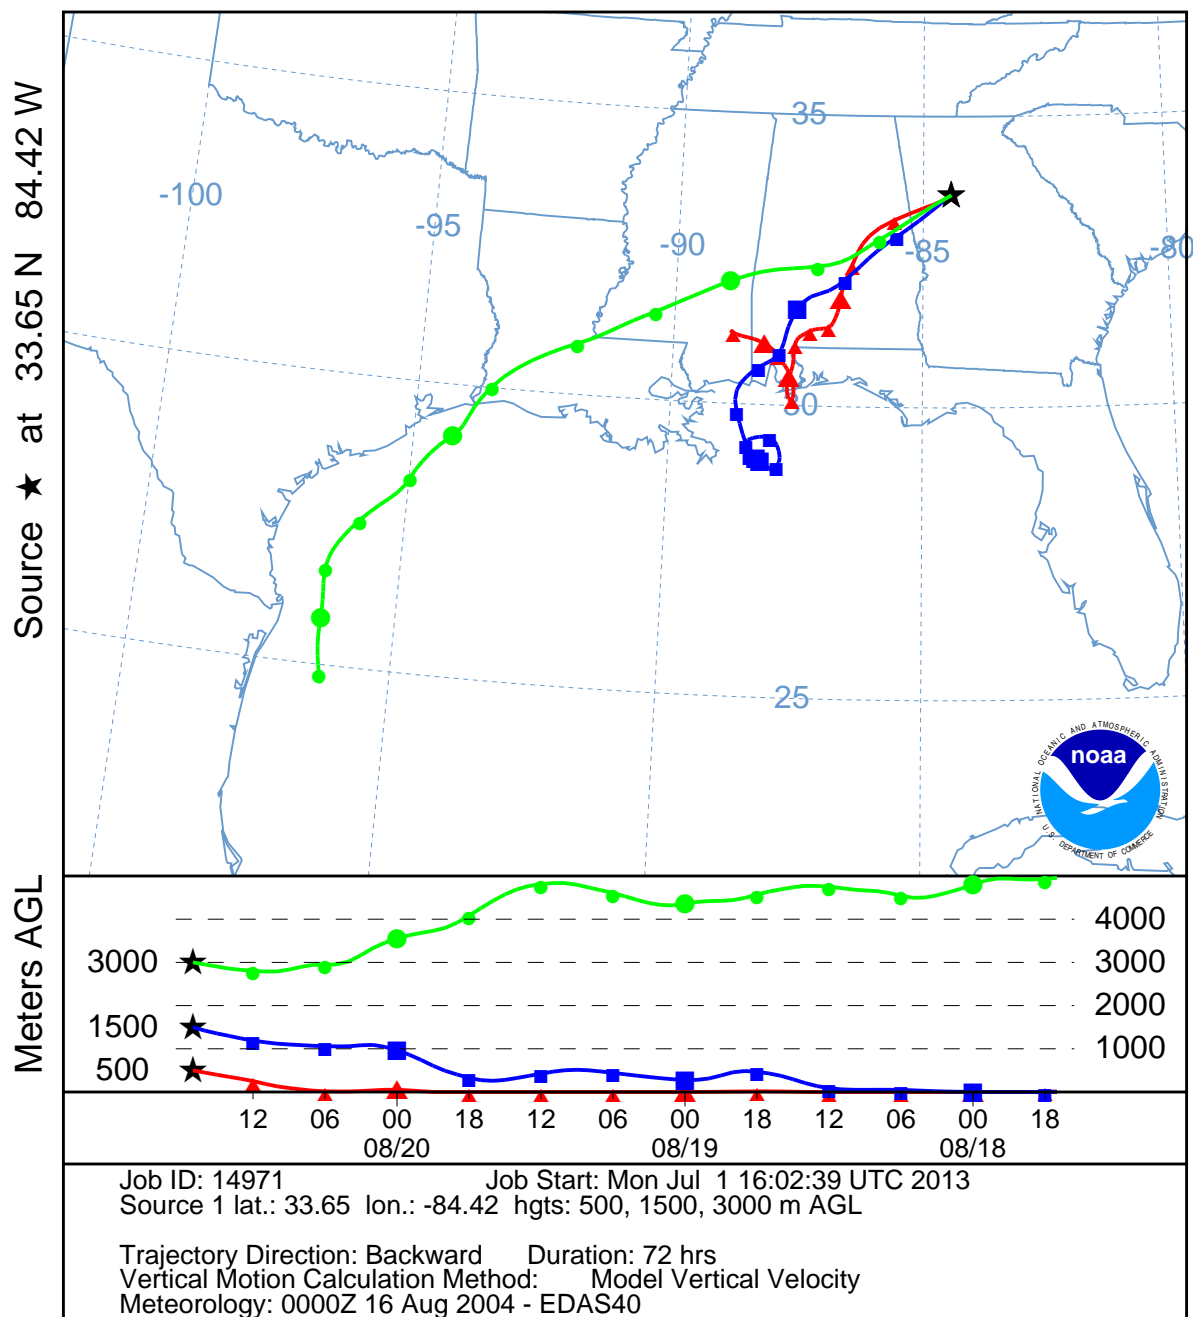 Source ★ at 33.65 N 84.42 W
35
-100
-95
-90
-85
-80
30
25
NATIONAL OCEANIC AND ATMOSPHERIC ADMINISTRATION
noaa
U.S. DEPARTMENT OF COMMERCE
Meters AGL
4000
3000 3000
2000
1500
1000
500
12 06 00 18 12 06 00 18 12 06 00 18
08/20 08/19 08/18
Job ID: 14971 Job Start: Mon Jul 1 16:02:39 UTC 2013
Source 1 lat.: 33.65 lon.: -84.42 hgts: 500, 1500, 3000 m AGL
Trajectory Direction: Backward Duration: 72 hrs
Vertical Motion Calculation Method: Model Vertical Velocity
Meteorology: 0000Z 16 Aug 2004 - EDAS40